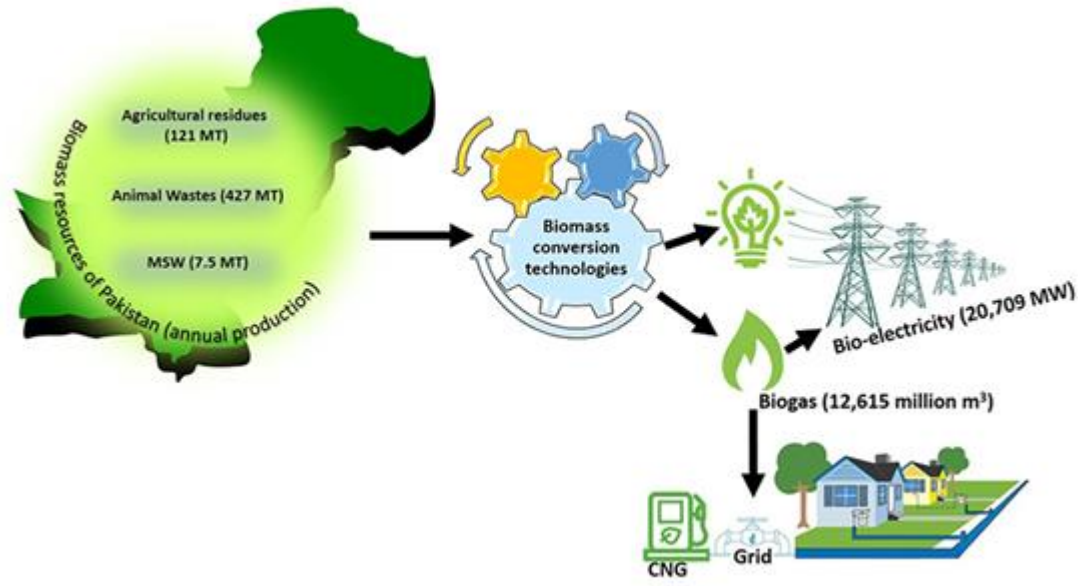 Agricultural residues
(121 MT)
Animal Wastes (427 MT)
MSW (7.5 MT)
Biomass resources of Pakistan (annual production)
Biomass
conversion
technologies
Bio-electricity (20,709 MW)
Biogas (12,615 million m³)
CNG
Grid